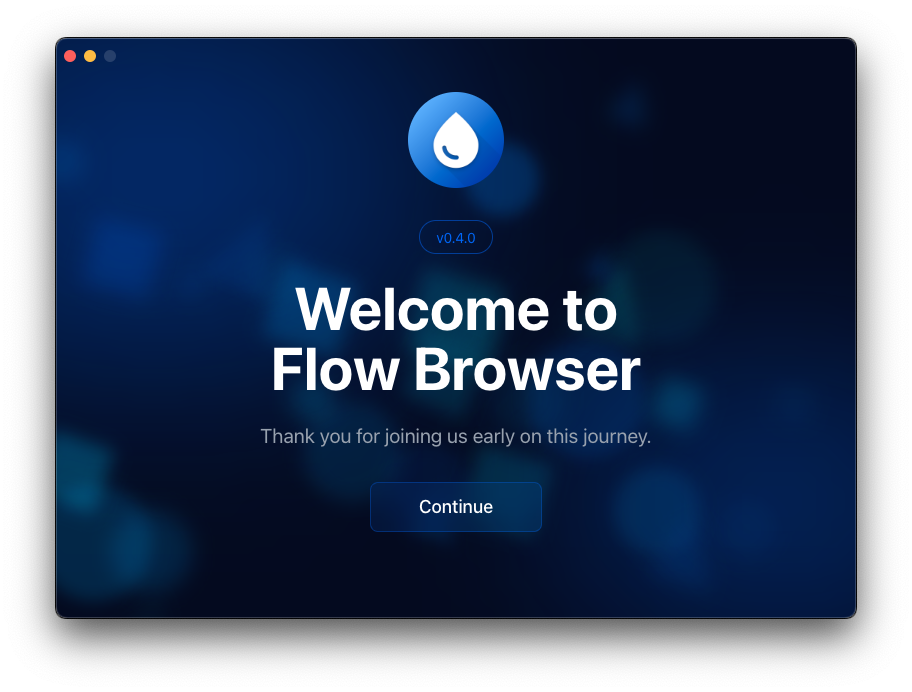 v0.4.0
Welcome to
Flow Browser
Thank you for joining us early on this journey.
Continue